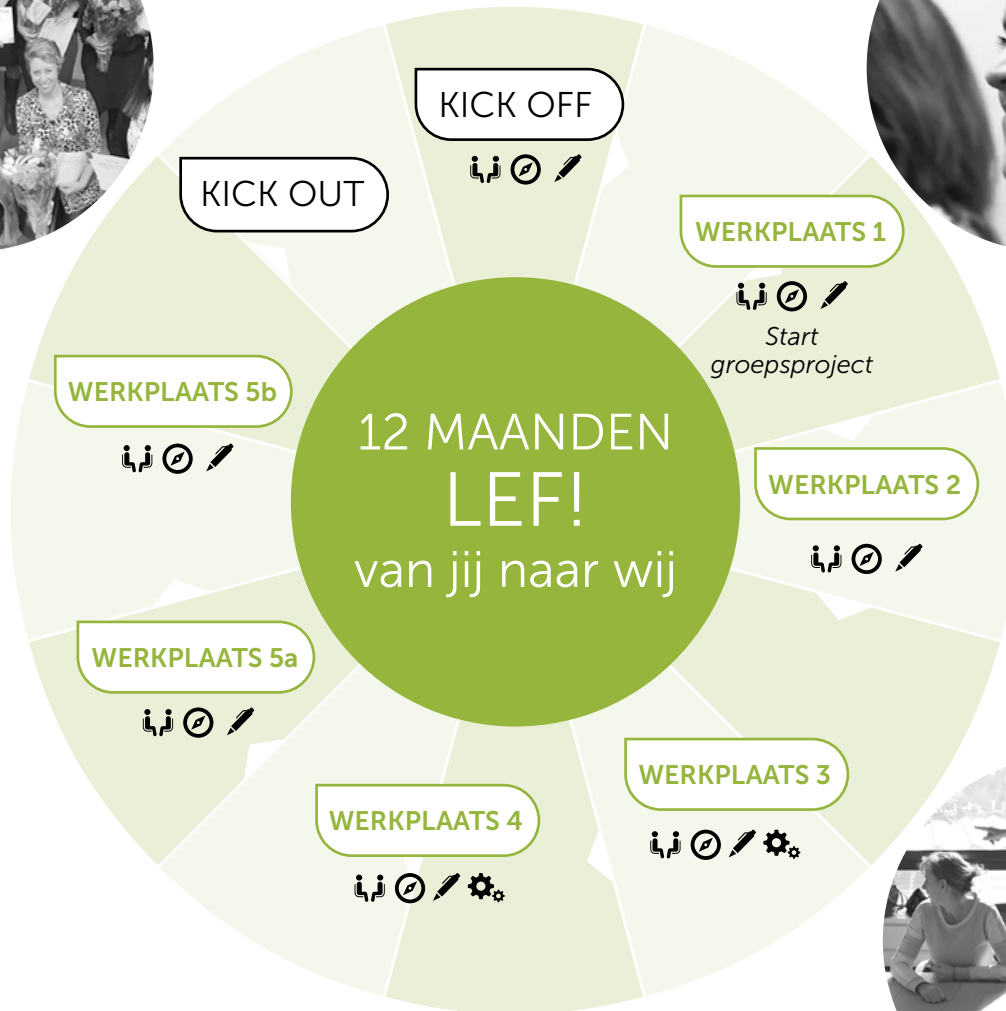 KICK OFF
WERKPLAATS 1
Start
groepsproject
WERKPLAATS 2
WERKPLAATS 3
WERKPLAATS 4
WERKPLAATS 5a
WERKPLAATS 5b
KICK OUT
12 MAANDEN
LEF!
van jij naar wij